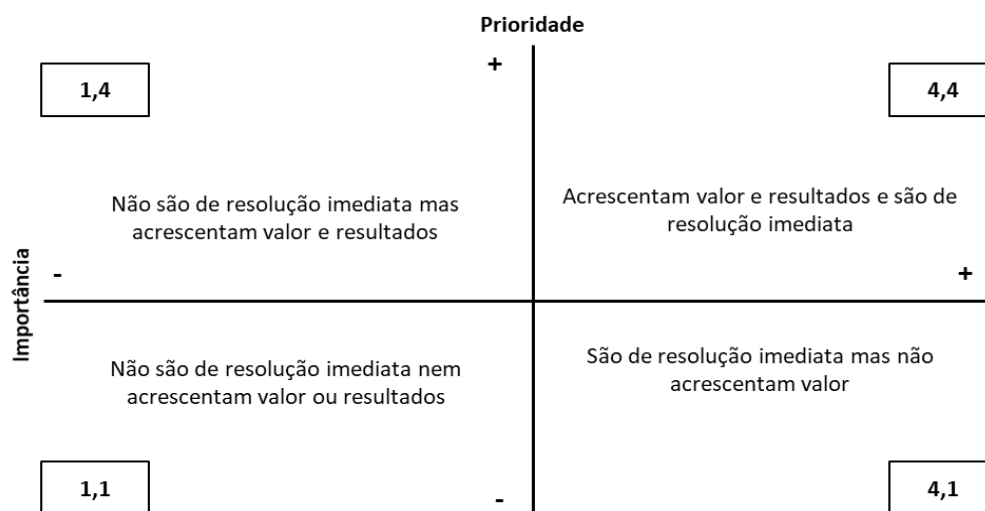 Prioridade
+
1,4
4,4
Não são de resolução imediata mas
acrescentam valor e resultados
Acrescentam valor e resultados e são de
resolução imediata
Importância
-
+
Não são de resolução imediata nem
acrescentam valor ou resultados
São de resolução imediata mas não
acrescentam valor
1,1
-
4,1